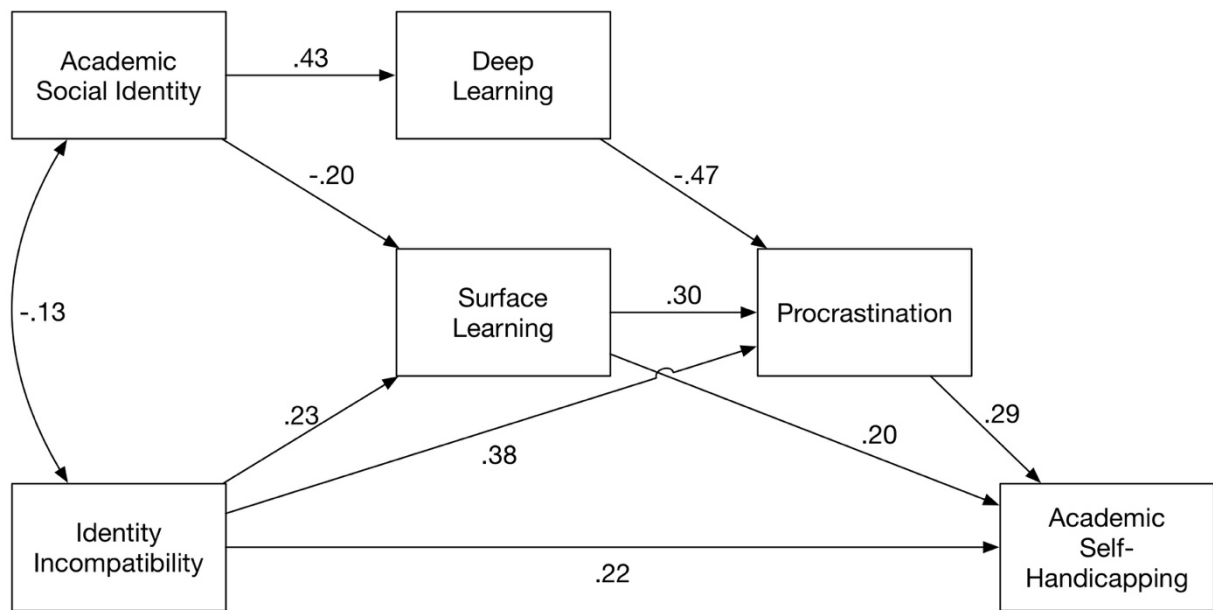 Academic
Social Identity
.43
Deep
Learning
-.20
-.47
-.13
Surface
Learning
.30
Procrastination
.23
.38
.20
.29
Identity
Incompatibility
.22
Academic
Self-
Handicapping